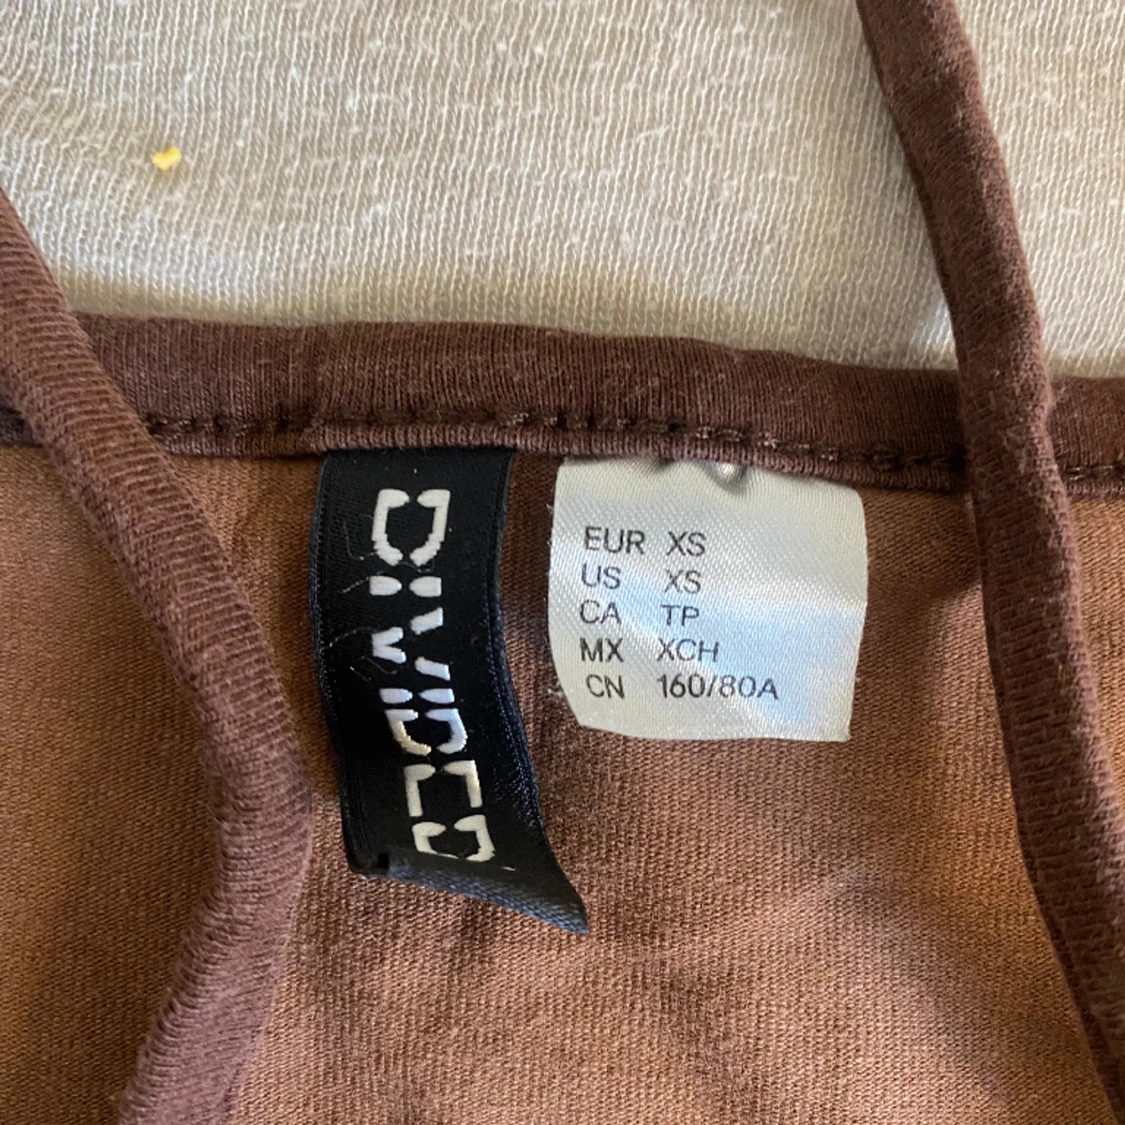 DIVIDED
EUR XS
US XS
CA TP
MX XCH
CN 160/80A